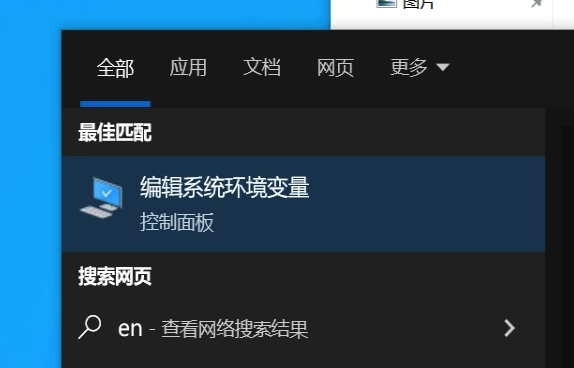 图片
全部 应用 文档 网页 更多
最佳匹配
编辑系统环境变量
控制面板
搜索网页
en - 查看网络搜索结果